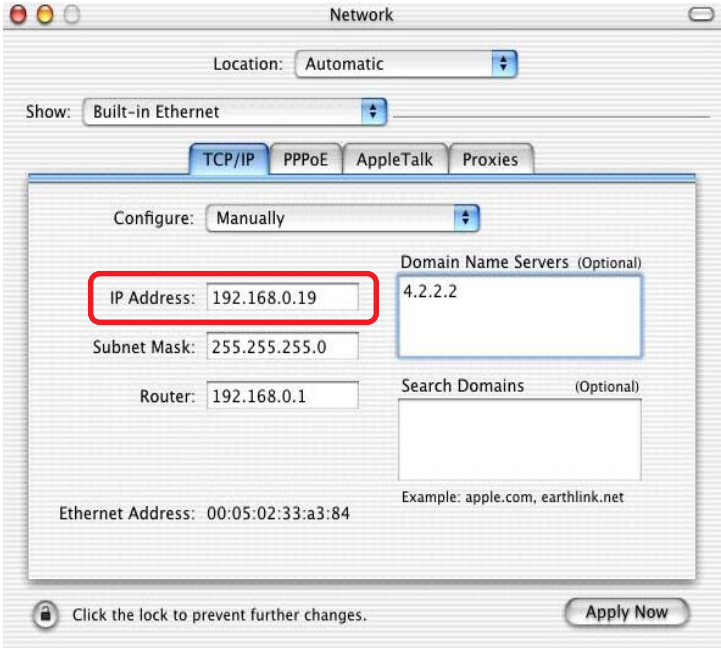 Network
Location: Automatic
Show: Built-in Ethernet
TCP/IP PPPoE AppleTalk Proxies
Configure: Manually
Domain Name Servers (Optional)
IP Address: 192.168.0.19
4.2.2.2
Subnet Mask: 255.255.255.0
Router: 192.168.0.1
Search Domains (Optional)
Example: apple.com, earthlink.net
Ethernet Address: 00:05:02:33:a3:84
Click the lock to prevent further changes.
Apply Now